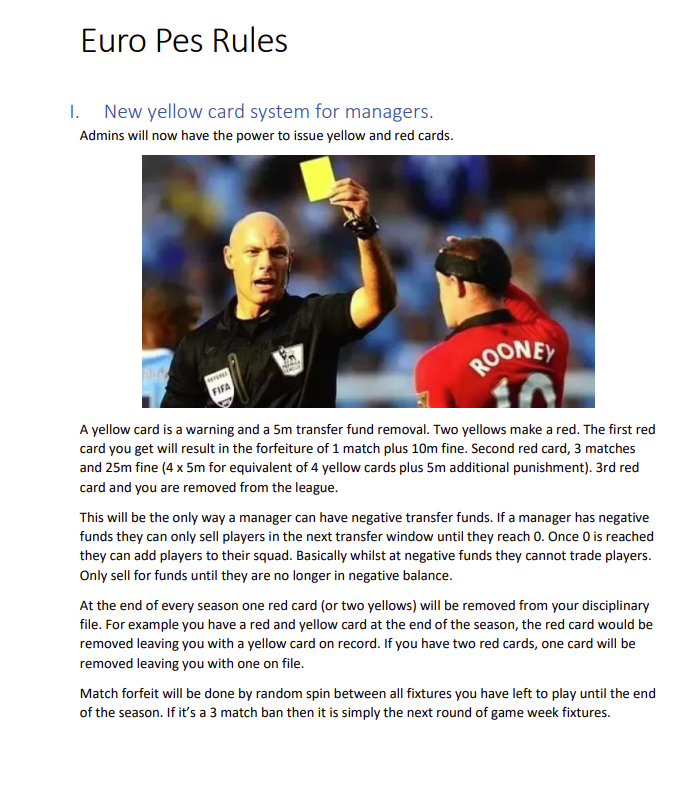 Euro Pes Rules
I. New yellow card system for managers.
Admins will now have the power to issue yellow and red cards.
REFEREE
FIFA
PREMIER
LEAGUE
ROONEY
10
A yellow card is a warning and a 5m transfer fund removal. Two yellows make a red. The first red
card you get will result in the forfeiture of 1 match plus 10m fine. Second red card, 3 matches
and 25m fine (4 x 5m for equivalent of 4 yellow cards plus 5m additional punishment). 3rd red
card and you are removed from the league.
This will be the only way a manager can have negative transfer funds. If a manager has negative
funds they can only sell players in the next transfer window until they reach 0. Once 0 is reached
they can add players to their squad. Basically whilst at negative funds they cannot trade players.
Only sell for funds until they are no longer in negative balance.
At the end of every season one red card (or two yellows) will be removed from your disciplinary
file. For example you have a red and yellow card at the end of the season, the red card would be
removed leaving you with a yellow card on record. If you have two red cards, one card will be
removed leaving you with one on file.
Match forfeit will be done by random spin between all fixtures you have left to play until the end
of the season. If it’s a 3 match ban then it is simply the next round of game week fixtures.